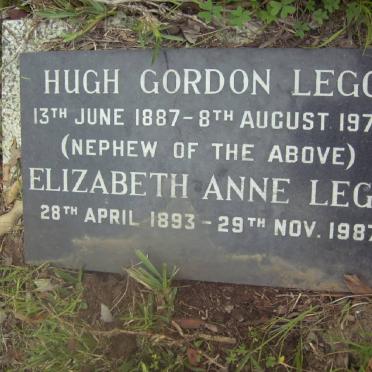 HUGH GORDON LEGG
13TH JUNE 1887-8TH AUGUST 197
(NEPHEW OF THE ABOVE)
ELIZABETH ANNE LEG
28TH APRIL 1893-29TH NOV. 1987